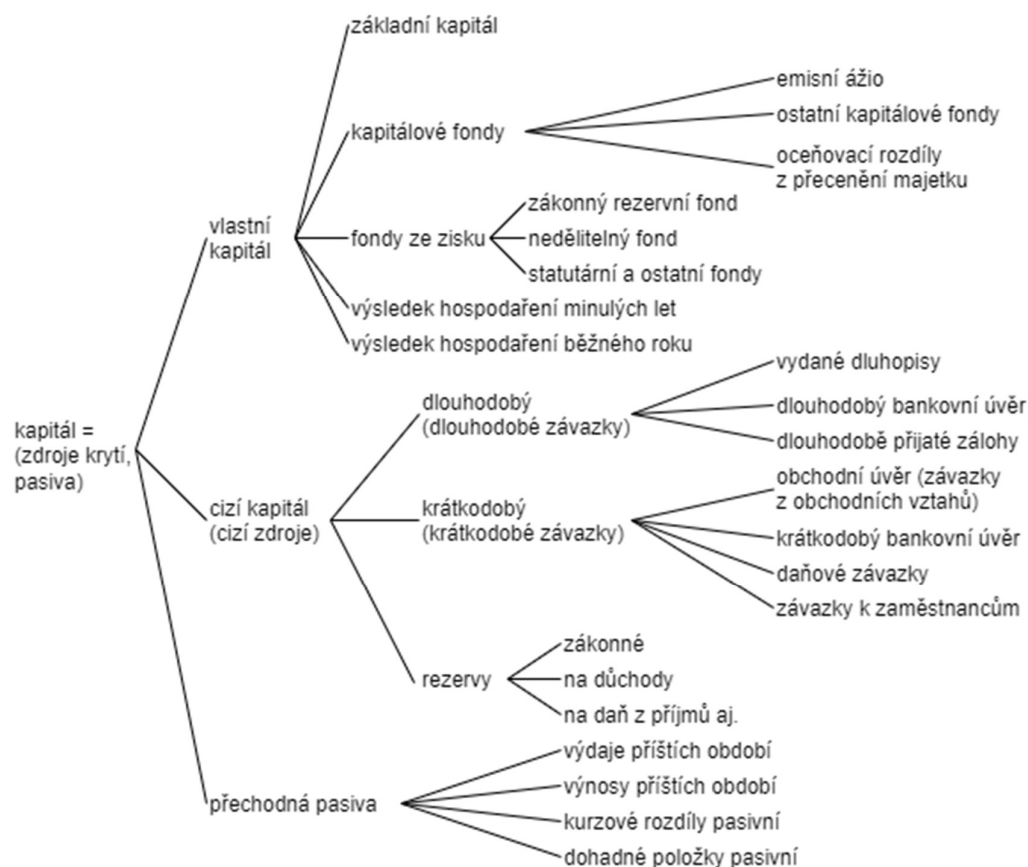 základní kapitál
kapitálové fondy
emisní ážio
ostatní kapitálové fondy
oceňovací rozdíly
z přecenění majetku
vlastní
kapitál
fondy ze zisku
zákonný rezervní fond
nedělitelný fond
statutární a ostatní fondy
výsledek hospodaření minulých let
výsledek hospodaření běžného roku
kapitál =
(zdroje krytí,
pasiva)
cizí kapitál
(cizí zdroje)
dlouhodobý
(dlouhodobé závazky)
vydané dluhopisy
dlouhodobý bankovní úvěr
dlouhodobě přijaté zálohy
krátkodobý
(krátkodobé závazky)
obchodní úvěr (závazky
z obchodních vztahů)
krátkodobý bankovní úvěr
daňové závazky
závazky k zaměstnancům
rezervy
zákonné
na důchody
na daň z příjmů aj.
přechodná pasiva
výdaje příštích období
výnosy příštích období
kurzové rozdíly pasivní
dohadné položky pasivní